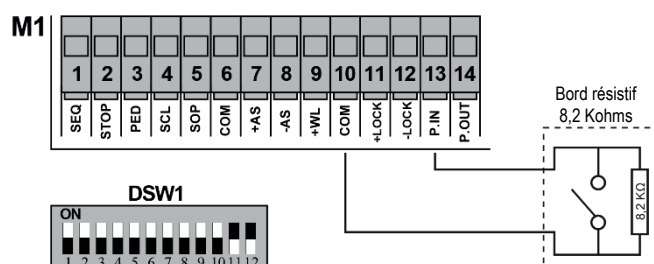 M1
1 2 3 4 5 6 7 8 9 10 11 12 13 14
SEQ STOP PED SCL SOP COM +AS -AS +WL COM +LOCK -LOCK P.IN P.OUT
Bord résistif
8,2 Kohms
8,2 KΩ
DSW1
ON
1 2 3 4 5 6 7 8 9 10 11 12